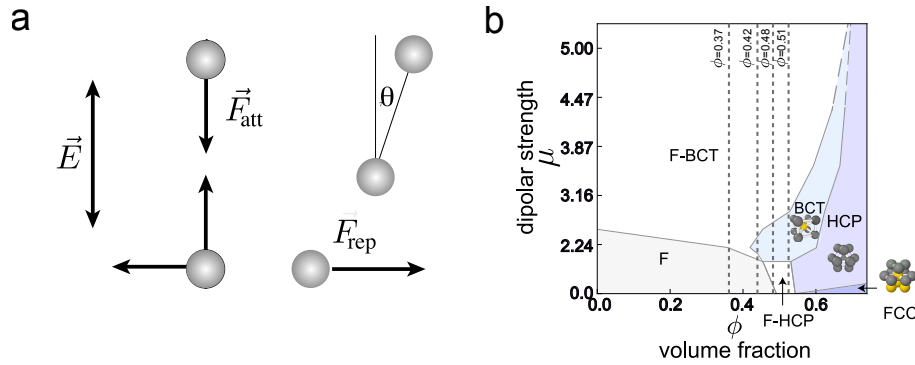 a
E⃗
F⃗att
θ
F⃗rep
b
dipolar strength
μ
5.00
4.47
3.87
3.16
2.24
0.0
0.0
0.2
0.4
0.6
ϕ=0.37
ϕ=0.42
ϕ=0.48
ϕ=0.51
F-BCT
BCT
HCP
F
F-HCP
FCC
ϕ
volume fraction